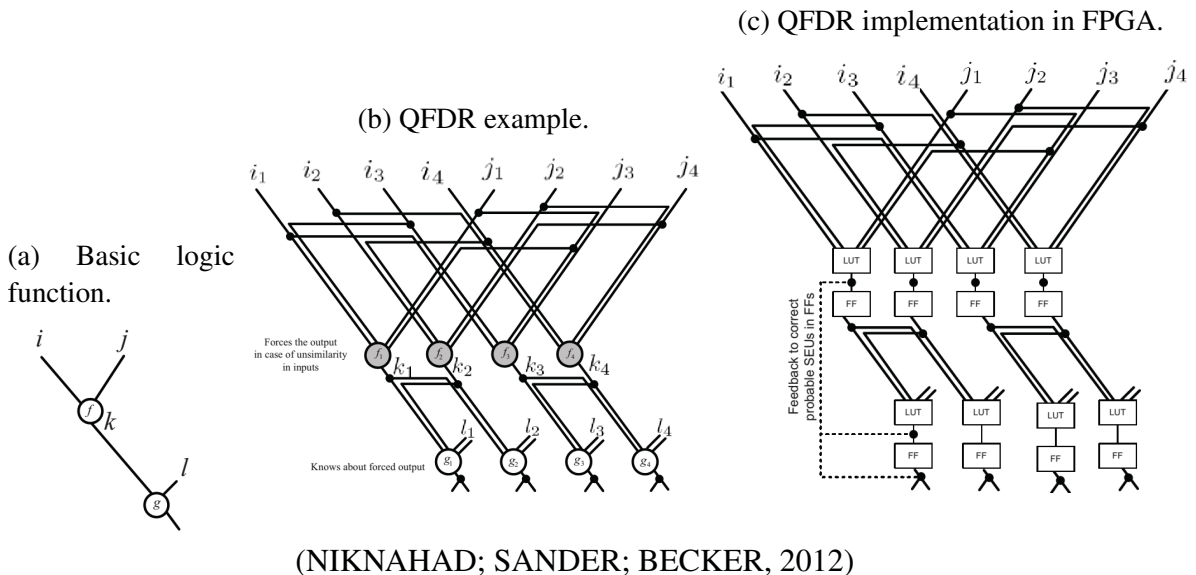 (c) QFDR implementation in FPGA.
i1 i2 i3 i4 j1 j2 j3 j4
(b) QFDR example.
i1 i2 i3 i4 j1 j2 j3 j4
(a) Basic logic
function.
i j
f
k
l
g
Forces the output
in case of unsimilarity
in inputs
f1 f2 f3 f4
k1 k2 k3 k4
l1 l2 l3 l4
Knows about forced output
g1 g2 g3 g4
LUT LUT LUT LUT
FF FF FF FF
Feedback to correct
probable SEUs in FFs
LUT LUT LUT LUT
FF FF FF FF
(NIKNAHAD; SANDER; BECKER, 2012)